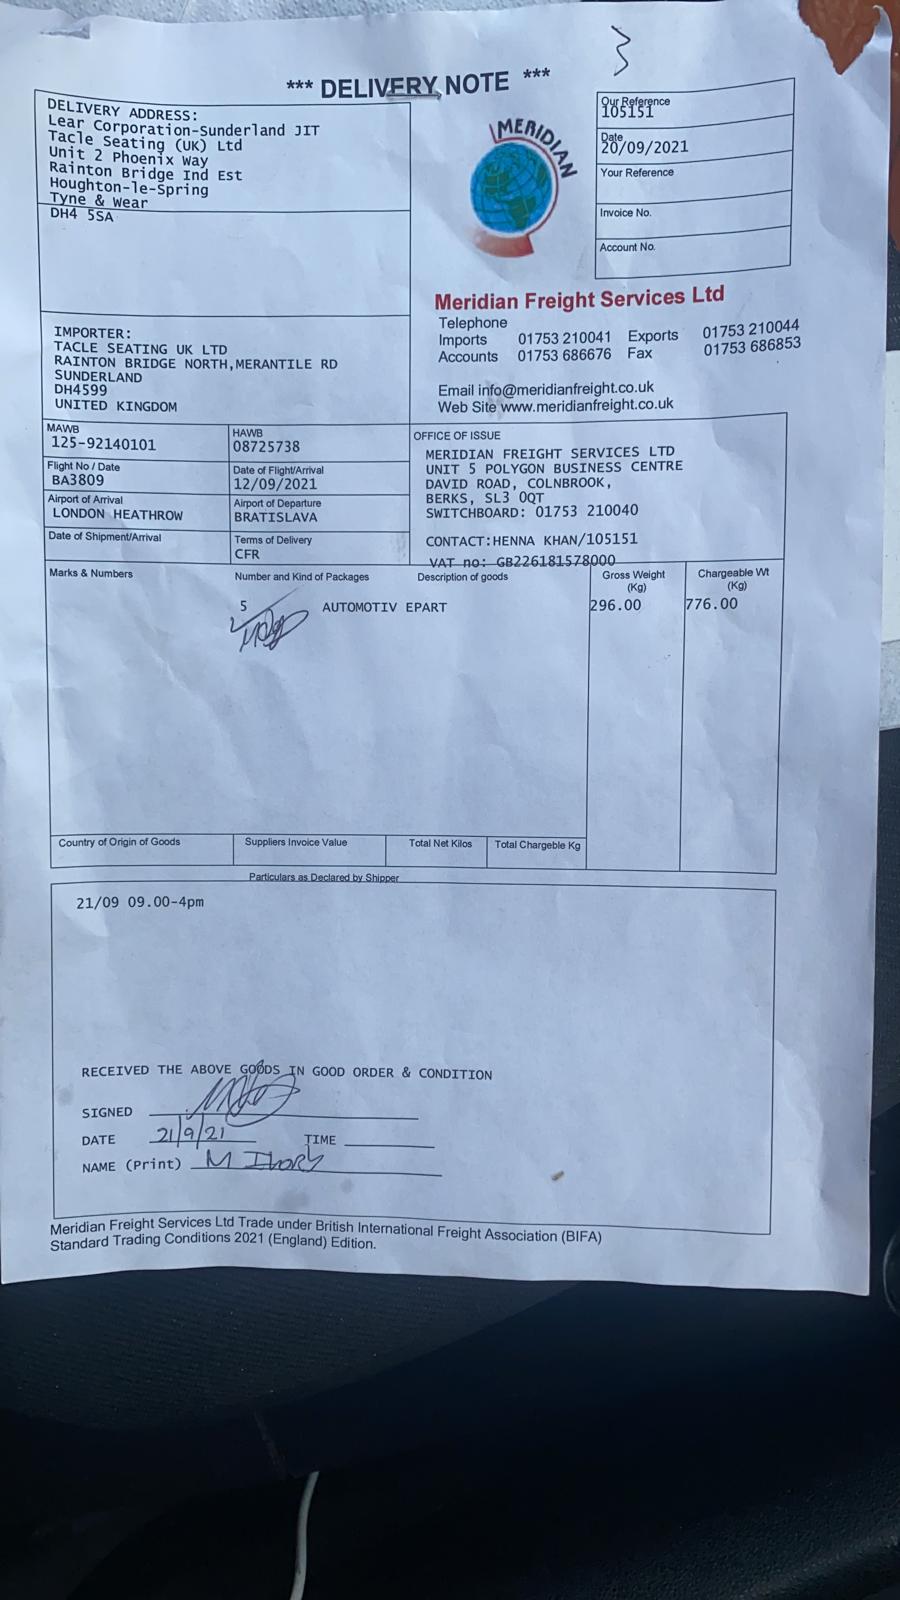 3
*** DELIVERY NOTE ***
DELIVERY ADDRESS:
Lear Corporation-Sunderland JIT
Tacle Seating (UK) Ltd
Unit 2 Phoenix Way
Rainton Bridge Ind Est
Houghton-le-Spring
Tyne & Wear
DH4 5SA
MERIDIAN
Our Reference
105151
Date
20/09/2021
Your Reference
Invoice No.
Account No.
Meridian Freight Services Ltd
Telephone
Imports 01753 210041 Exports 01753 210044
Accounts 01753 686676 Fax 01753 686853
Email info@meridianfreight.co.uk
Web Site www.meridianfreight.co.uk
IMPORTER:
TACLE SEATING UK LTD
RAINTON BRIDGE NORTH,MERANTILE RD
SUNDERLAND
DH4599
UNITED KINGDOM
MAWB
125-92140101
HAWB
08725738
Flight No / Date
BA3809
Date of Flight/Arrival
12/09/2021
Airport of Arrival
LONDON HEATHROW
Airport of Departure
BRATISLAVA
Date of Shipment/Arrival
Terms of Delivery
CFR
OFFICE OF ISSUE
MERIDIAN FREIGHT SERVICES LTD
UNIT 5 POLYGON BUSINESS CENTRE
DAVID ROAD, COLNBROOK,
BERKS, SL3 0QT
SWITCHBOARD: 01753 210040
CONTACT:HENNA KHAN/105151
VAT no: GB226181578000
Marks & Numbers
Number and Kind of Packages
Description of goods
Gross Weight
(Kg)
Chargeable Wt
(Kg)
5 AUTOMOTIV EPART 296.00 776.00
Country of Origin of Goods
Suppliers Invoice Value
Total Net Kilos
Total Chargeble Kg
Particulars as Declared by Shipper
21/09 09.00-4pm
RECEIVED THE ABOVE GOODS IN GOOD ORDER & CONDITION
SIGNED
DATE 21/9/21 TIME
NAME (Print) M Ilory
Meridian Freight Services Ltd Trade under British International Freight Association (BIFA)
Standard Trading Conditions 2021 (England) Edition.